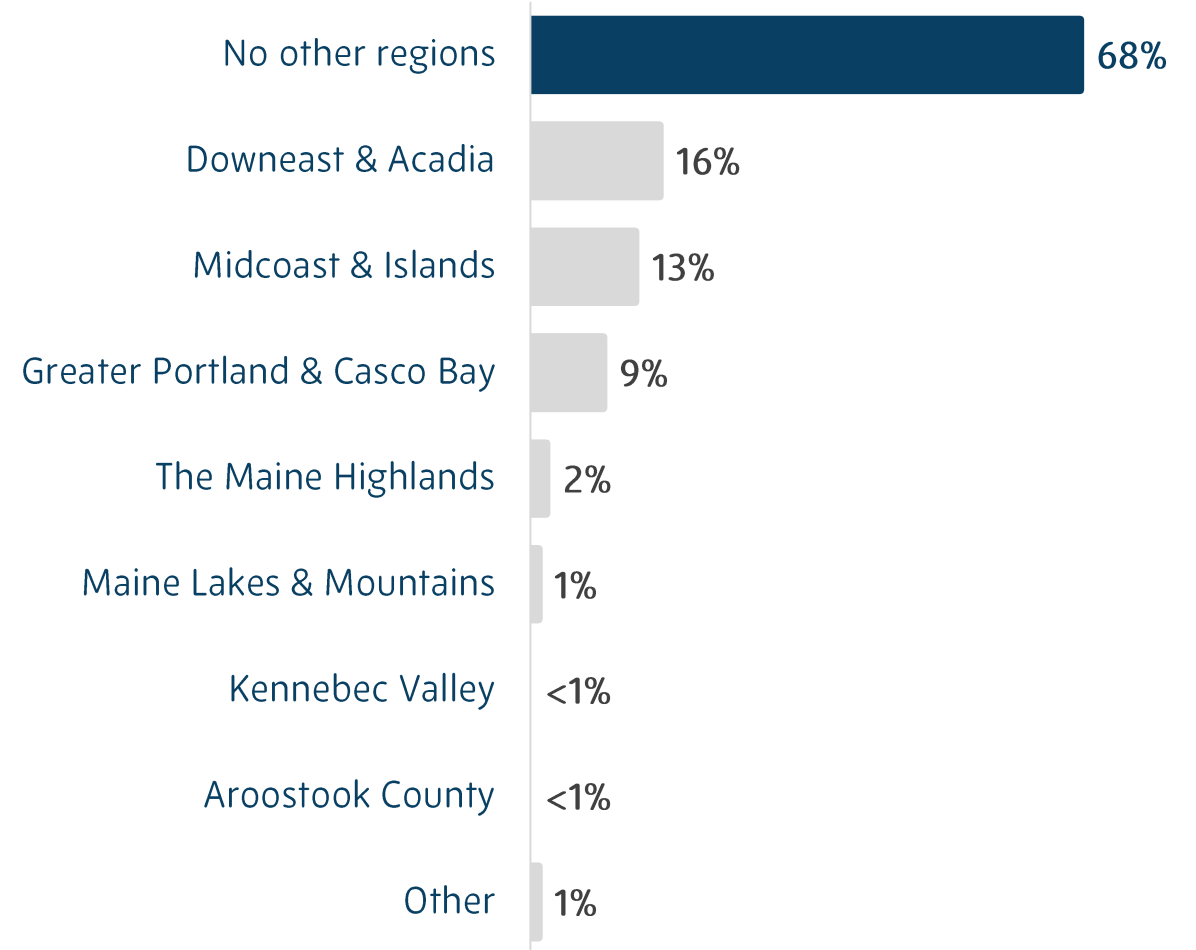 No other regions 68%
Downeast & Acadia 16%
Midcoast & Islands 13%
Greater Portland & Casco Bay 9%
The Maine Highlands 2%
Maine Lakes & Mountains 1%
Kennebec Valley <1%
Aroostook County <1%
Other 1%